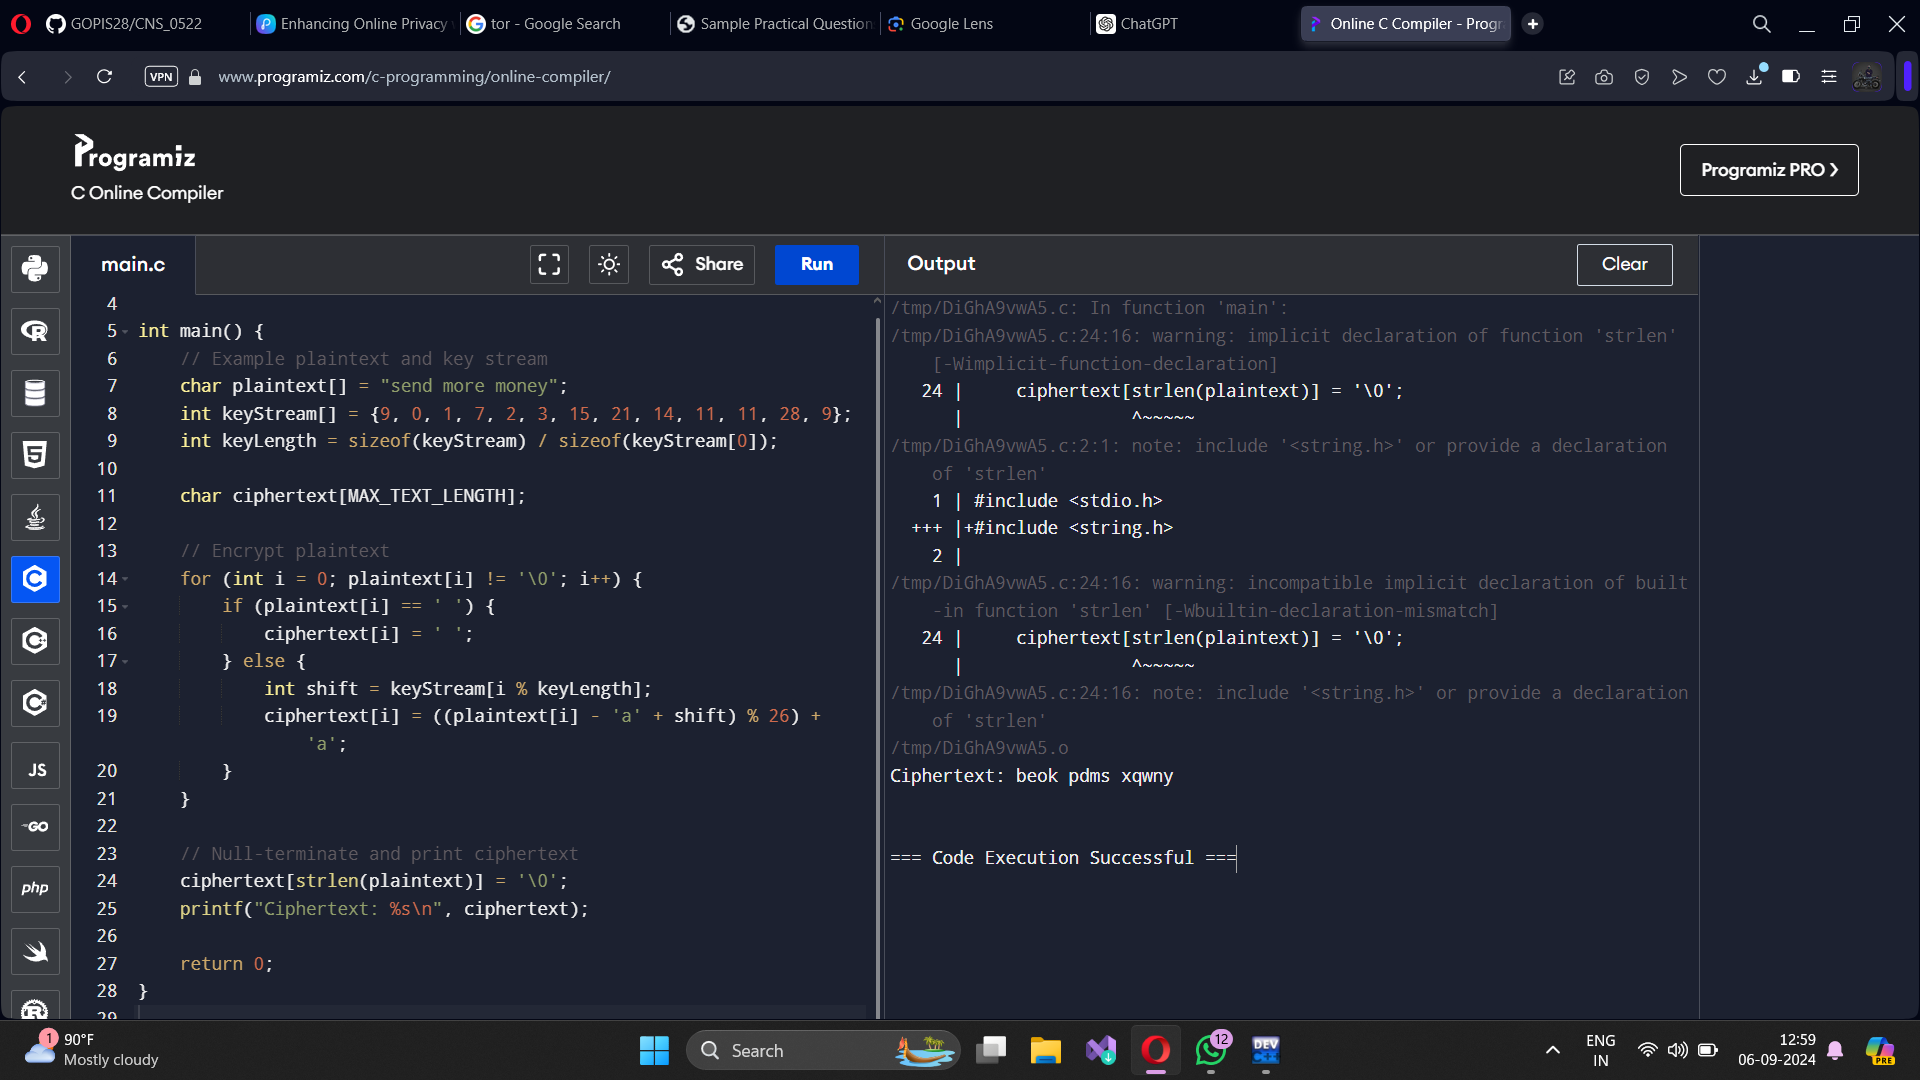 GOPIS28/CNS_0522
Enhancing Online Privacy
tor - Google Search
Sample Practical Question
Google Lens
ChatGPT
Online C Compiler - Progr
VPN
www.programiz.com/c-programming/online-compiler/
Programiz
C Online Compiler
Programiz PRO
main.c
Share
Run
Output
Clear
4
5 int main() {
6 // Example plaintext and key stream
7 char plaintext[] = "send more money";
8 int keyStream[] = {9, 0, 1, 7, 2, 3, 15, 21, 14, 11, 11, 28, 9};
9 int keyLength = sizeof(keyStream) / sizeof(keyStream[0]);
10
11 char ciphertext[MAX_TEXT_LENGTH];
12
13 // Encrypt plaintext
14 for (int i = 0; plaintext[i] != '\0'; i++) {
15 if (plaintext[i] == ' ') {
16 ciphertext[i] = ' ';
17 } else {
18 int shift = keyStream[i % keyLength];
19 ciphertext[i] = ((plaintext[i] - 'a' + shift) % 26) +
'a';
20 }
21 }
22
23 // Null-terminate and print ciphertext
24 ciphertext[strlen(plaintext)] = '\0';
25 printf("Ciphertext: %s\n", ciphertext);
26
27 return 0;
28 }
29
/tmp/DiGhA9vwA5.c: In function 'main':
/tmp/DiGhA9vwA5.c:24:16: warning: implicit declaration of function 'strlen'
[-Wimplicit-function-declaration]
24 | ciphertext[strlen(plaintext)] = '\0';
| ^~~~~~
/tmp/DiGhA9vwA5.c:2:1: note: include '<string.h>' or provide a declaration
of 'strlen'
1 | #include <stdio.h>
+++ |+#include <string.h>
2 |
/tmp/DiGhA9vwA5.c:24:16: warning: incompatible implicit declaration of built
-in function 'strlen' [-Wbuiltin-declaration-mismatch]
24 | ciphertext[strlen(plaintext)] = '\0';
| ^~~~~~
/tmp/DiGhA9vwA5.c:24:16: note: include '<string.h>' or provide a declaration
of 'strlen'
/tmp/DiGhA9vwA5.o
Ciphertext: beok pdms xqwny
=== Code Execution Successful ===
JS
GO
php
1
90°F
Mostly cloudy
Search
12
DEV
C++
ENG
IN
12:59
06-09-2024
PRE